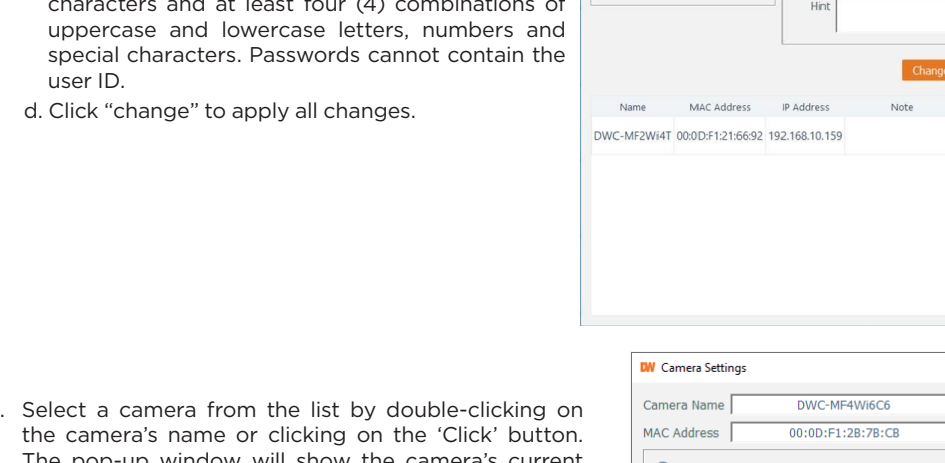 characters and at least four (4) combinations of
uppercase and lowercase letters, numbers and
special characters. Passwords cannot contain the
user ID.
d. Click “change” to apply all changes.
Hint
Change
Name MAC Address IP Address Note
DWC-MF2Wi4T 00:0D:F1:21:66:92 192.168.10.159
. Select a camera from the list by double-clicking on
the camera’s name or clicking on the ‘Click’ button.
The pop-up window will show the camera’s current
DW Camera Settings
Camera Name DWC-MF4Wi6C6
MAC Address 00:0D:F1:2B:7B:CB